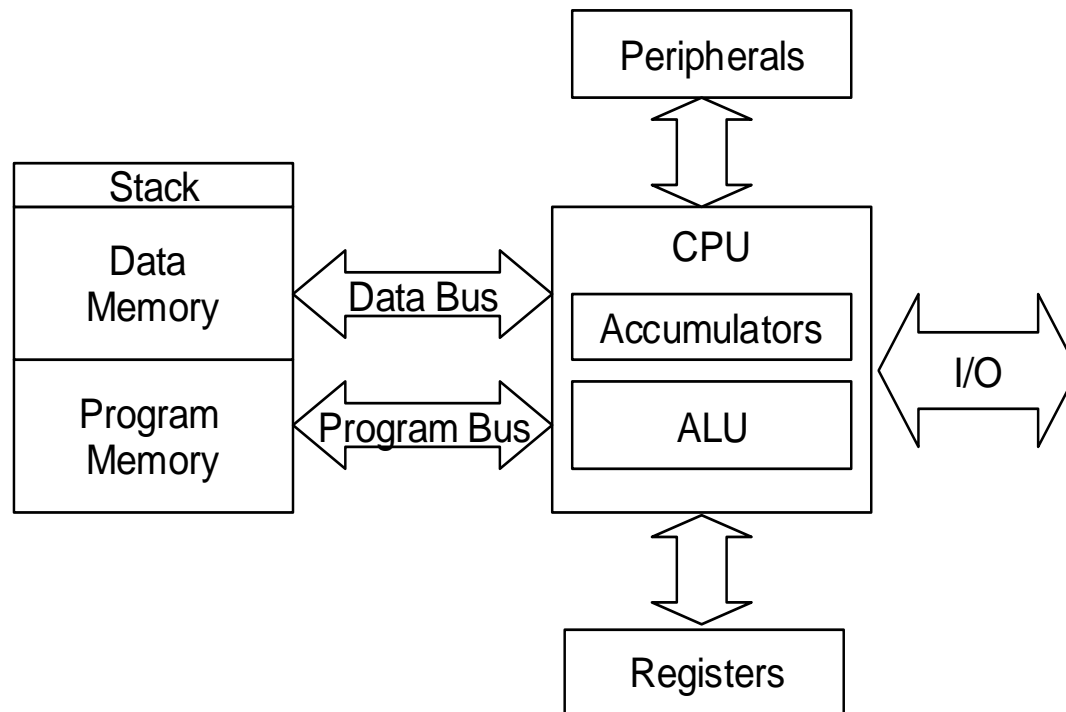 Peripherals
Stack
Data
Memory
Data Bus
Program
Memory
Program Bus
CPU
Accumulators
ALU
I/O
Registers